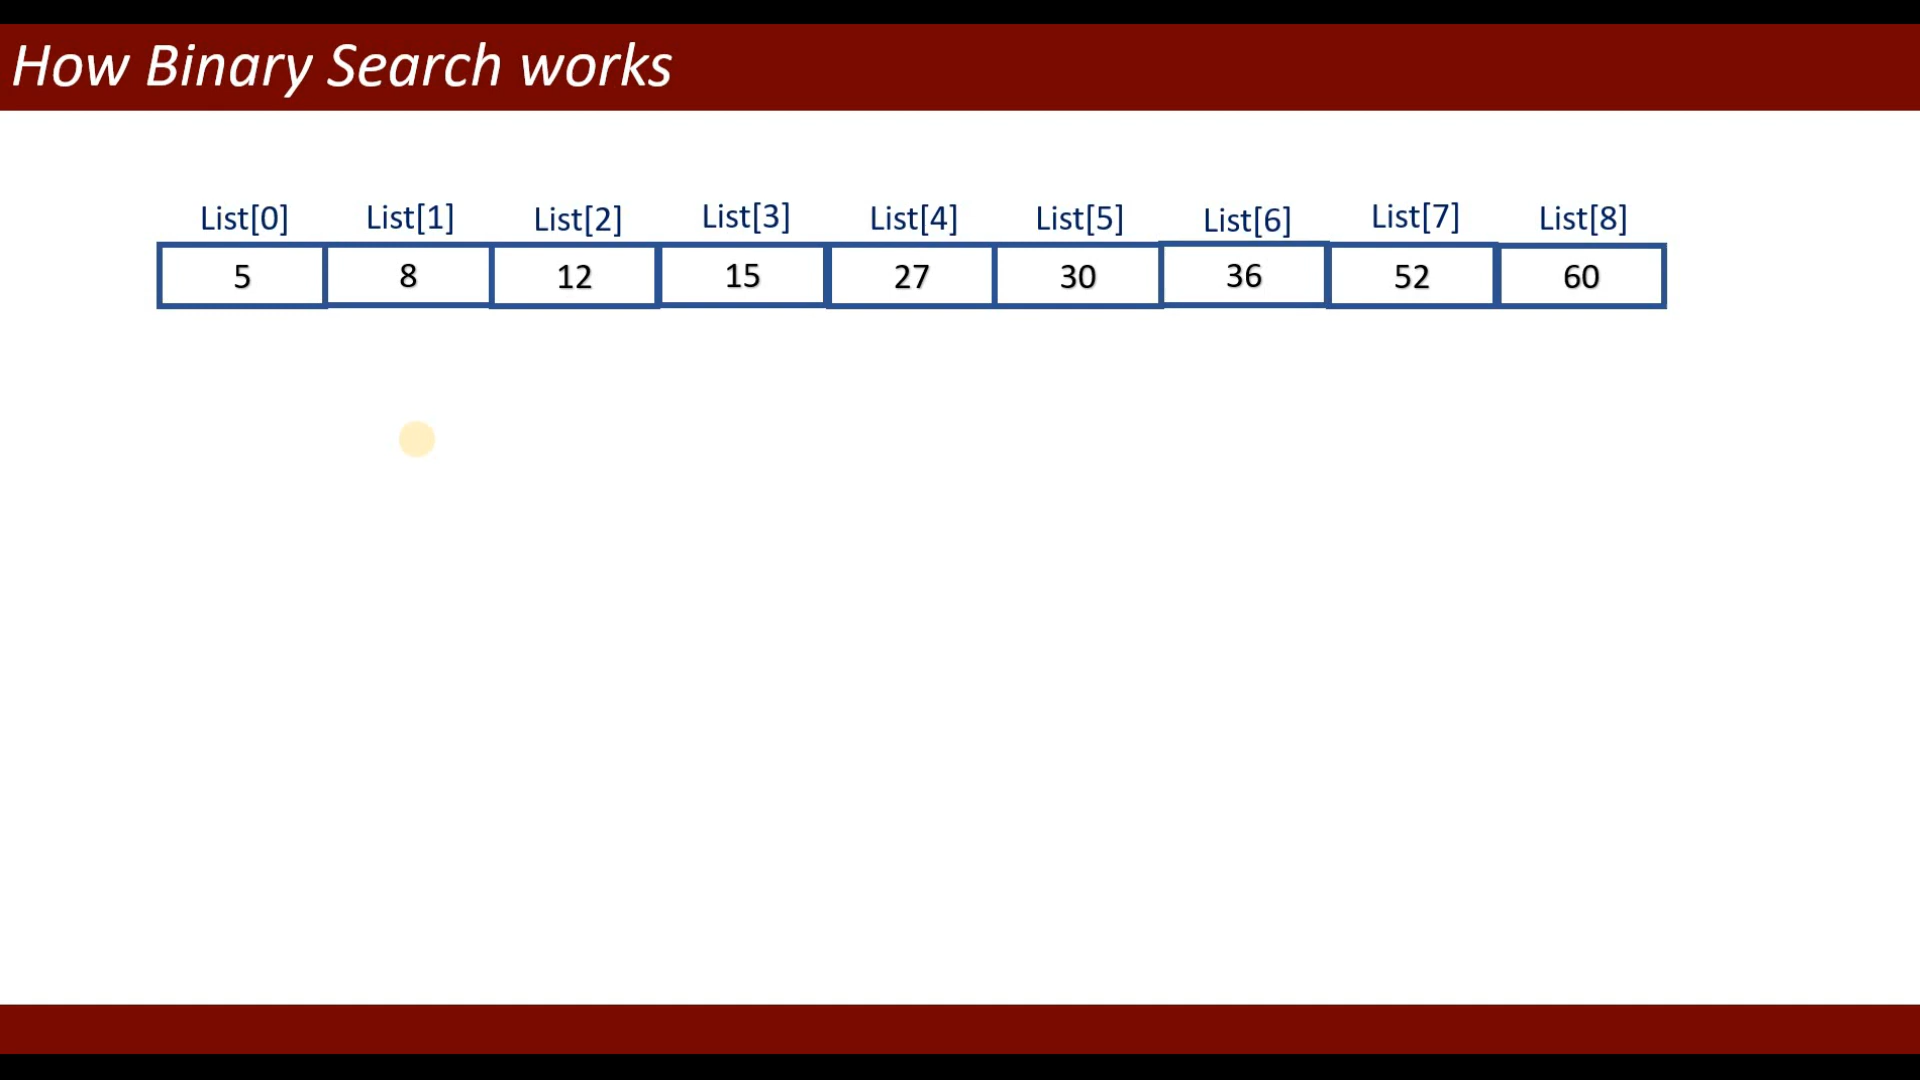 How Binary Search works
List[0] List[1] List[2] List[3] List[4] List[5] List[6] List[7] List[8]
5 8 12 15 27 30 36 52 60